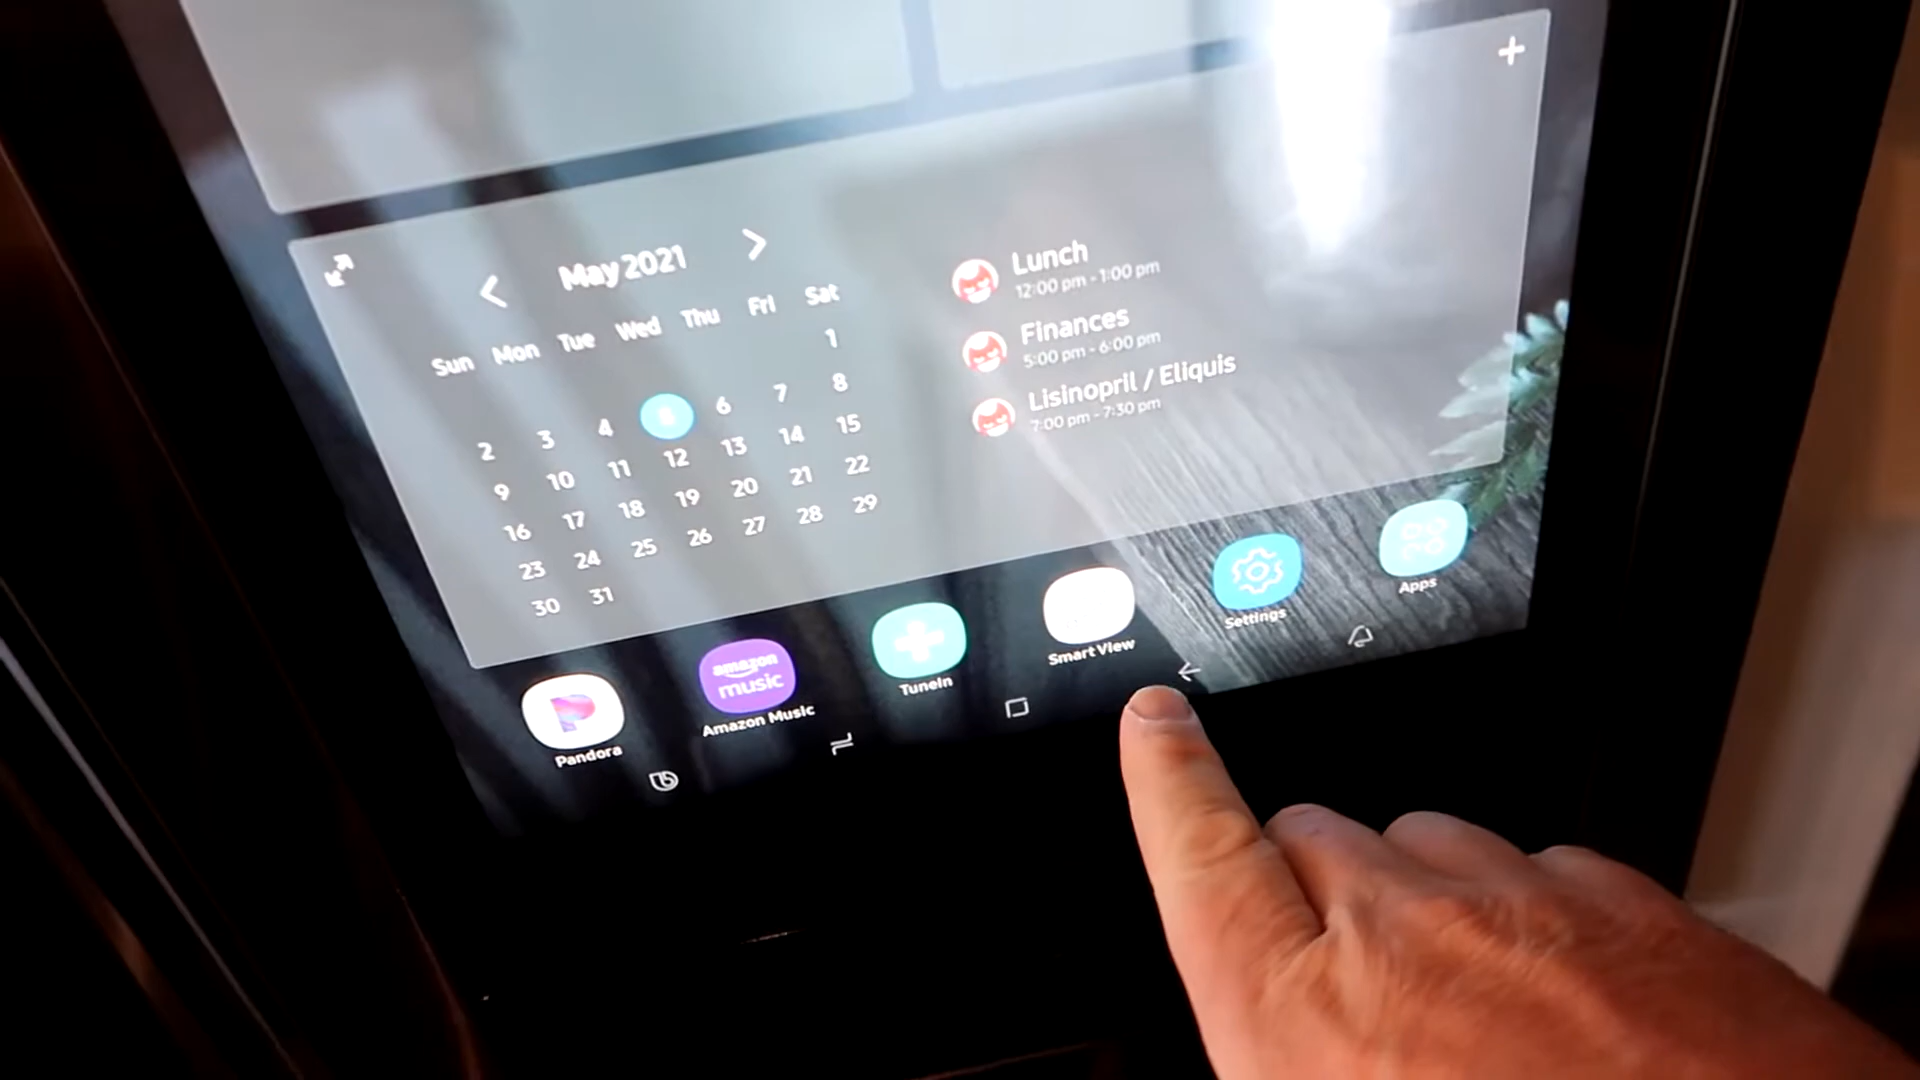 May 2021
Sun Mon Tue Wed Thu Fri Sat
1
2 3 4 5 6 7 8
9 10 11 12 13 14 15
16 17 18 19 20 21 22
23 24 25 26 27 28 29
30 31
Lunch
12:00 pm - 1:00 pm
Finances
5:00 pm - 6:00 pm
Lisinopril / Eliquis
7:00 pm - 7:30 pm
P
Pandora
amazon
music
Amazon Music
TuneIn
Smart View
Settings
Apps